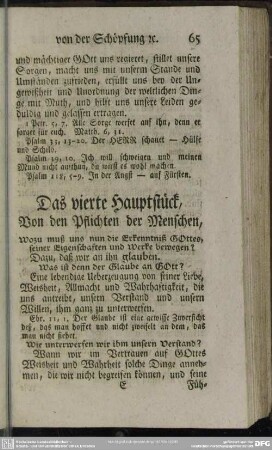 von der Schöpfung ꝛc. 65
und mächtiger GOtt uns regieret, stillet unsere
Sorgen, macht uns mit unserm Stande und
Umständen zufrieden, erfüllt uns bey der Un-
gewißheit und Unordnung der weltlichen Din-
ge mit Muth, und hilft uns unsere Leiden ge-
duldig und gelassen ertragen.
1 Petr. 5, 7. Alle Sorge werfet auf ihn, denn er
sorget für euch. Matth. 6, 31.
Psalm 33, 13-20. Der HERR schauet — Hülfe
und Schild.
Psalm 39, 10. Ich will schweigen und meinen
Mund nicht aufthun, du wirst es wohl machen.
Psalm 118, 5-9. In der Angst — auf Fürsten.
Das vierte Hauptstück,
Von den Pflichten der Menschen,
Wozu muß uns nun die Erkenntniß GOttes,
seiner Eigenschaften und Werke bewegen?
Dazu, daß wir an ihn glauben.
Was ist denn der Glaube an GOtt?
Eine lebendige Ueberzeugung von seiner Liebe,
Weisheit, Allmacht und Wahrhaftigkeit, die
uns antreibt, unsern Verstand und unsern
Willen, ihm ganz zu unterwerfen.
Ebr. 11, 1. Der Glaube ist eine gewisse Zuversicht
deß, das man hoffet und nicht zweifelt an dem, das
man nicht siehet.
Wie unterwerfen wir ihm unsern Verstand?
Wann wir im Vertrauen auf GOttes
Weisheit und Wahrheit solche Dinge anneh-
men, die wir nicht begreifen können, und seine
E Füh-